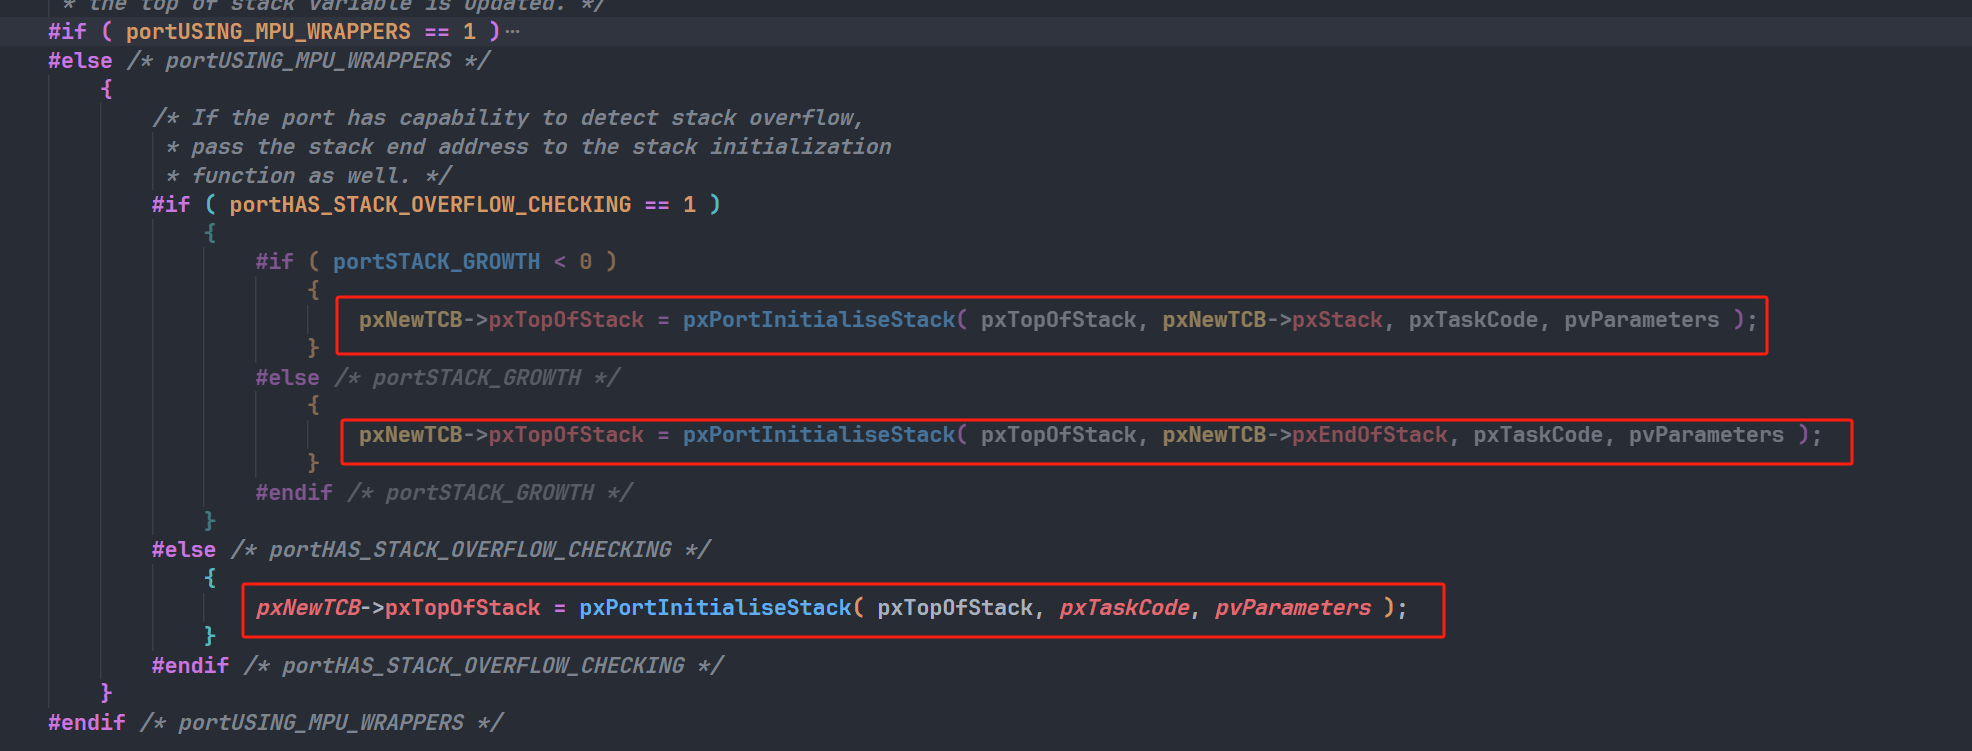 * the top of stack variable is updated. */
#if ( portUSING_MPU_WRAPPERS == 1 )···
#else /* portUSING_MPU_WRAPPERS */
{
/* If the port has capability to detect stack overflow,
* pass the stack end address to the stack initialization
* function as well. */
#if ( portHAS_STACK_OVERFLOW_CHECKING == 1 )
{
#if ( portSTACK_GROWTH < 0 )
{
pxNewTCB->pxTopOfStack = pxPortInitialiseStack( pxTopOfStack, pxNewTCB->pxStack, pxTaskCode, pvParameters );
}
#else /* portSTACK_GROWTH */
{
pxNewTCB->pxTopOfStack = pxPortInitialiseStack( pxTopOfStack, pxNewTCB->pxEndOfStack, pxTaskCode, pvParameters );
}
#endif /* portSTACK_GROWTH */
}
#else /* portHAS_STACK_OVERFLOW_CHECKING */
{
pxNewTCB->pxTopOfStack = pxPortInitialiseStack( pxTopOfStack, pxTaskCode, pvParameters );
}
#endif /* portHAS_STACK_OVERFLOW_CHECKING */
}
#endif /* portUSING_MPU_WRAPPERS */